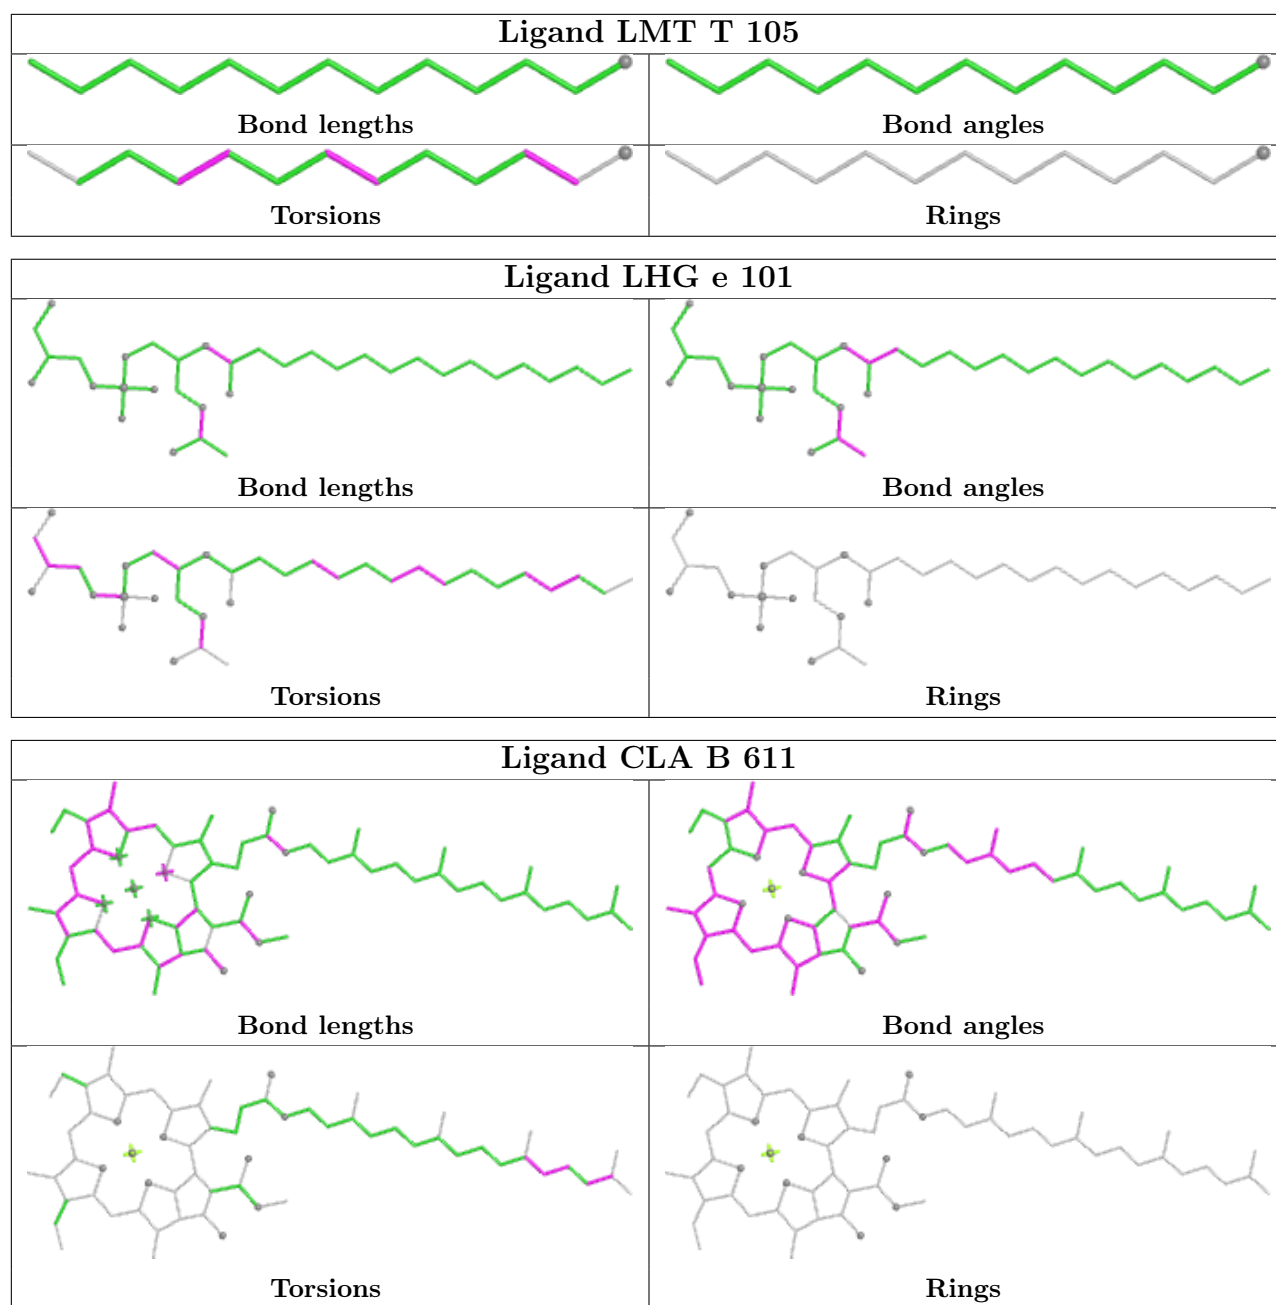 Ligand LMT T 105
Bond lengths
Bond angles
Torsions
Rings
Ligand LHG e 101
Bond lengths
Bond angles
Torsions
Rings
Ligand CLA B 611
Bond lengths
Bond angles
Torsions
Rings